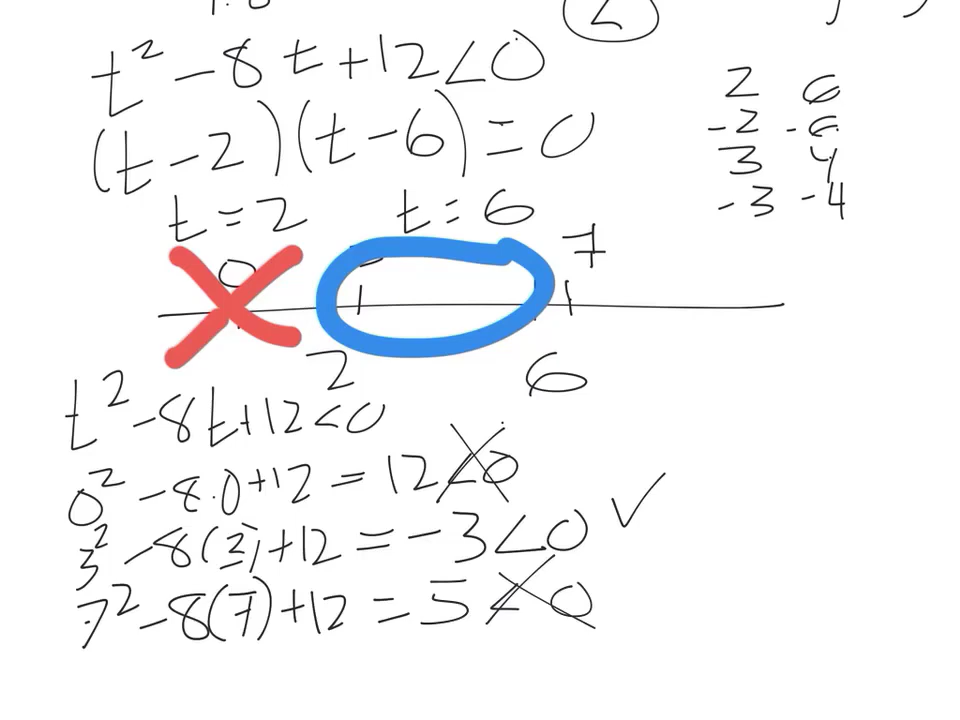 t² - 8t + 12 < 0
(t - 2)(t - 6) = 0
t = 2 t = 6
2 6
-2 -6
3 4
-3 -4
0 7
2 6
t² - 8t + 12 < 0
0² - 8·0 + 12 = 12 < 0
3² - 8(3) + 12 = -3 < 0 ✓
7² - 8(7) + 12 = 5 < 0